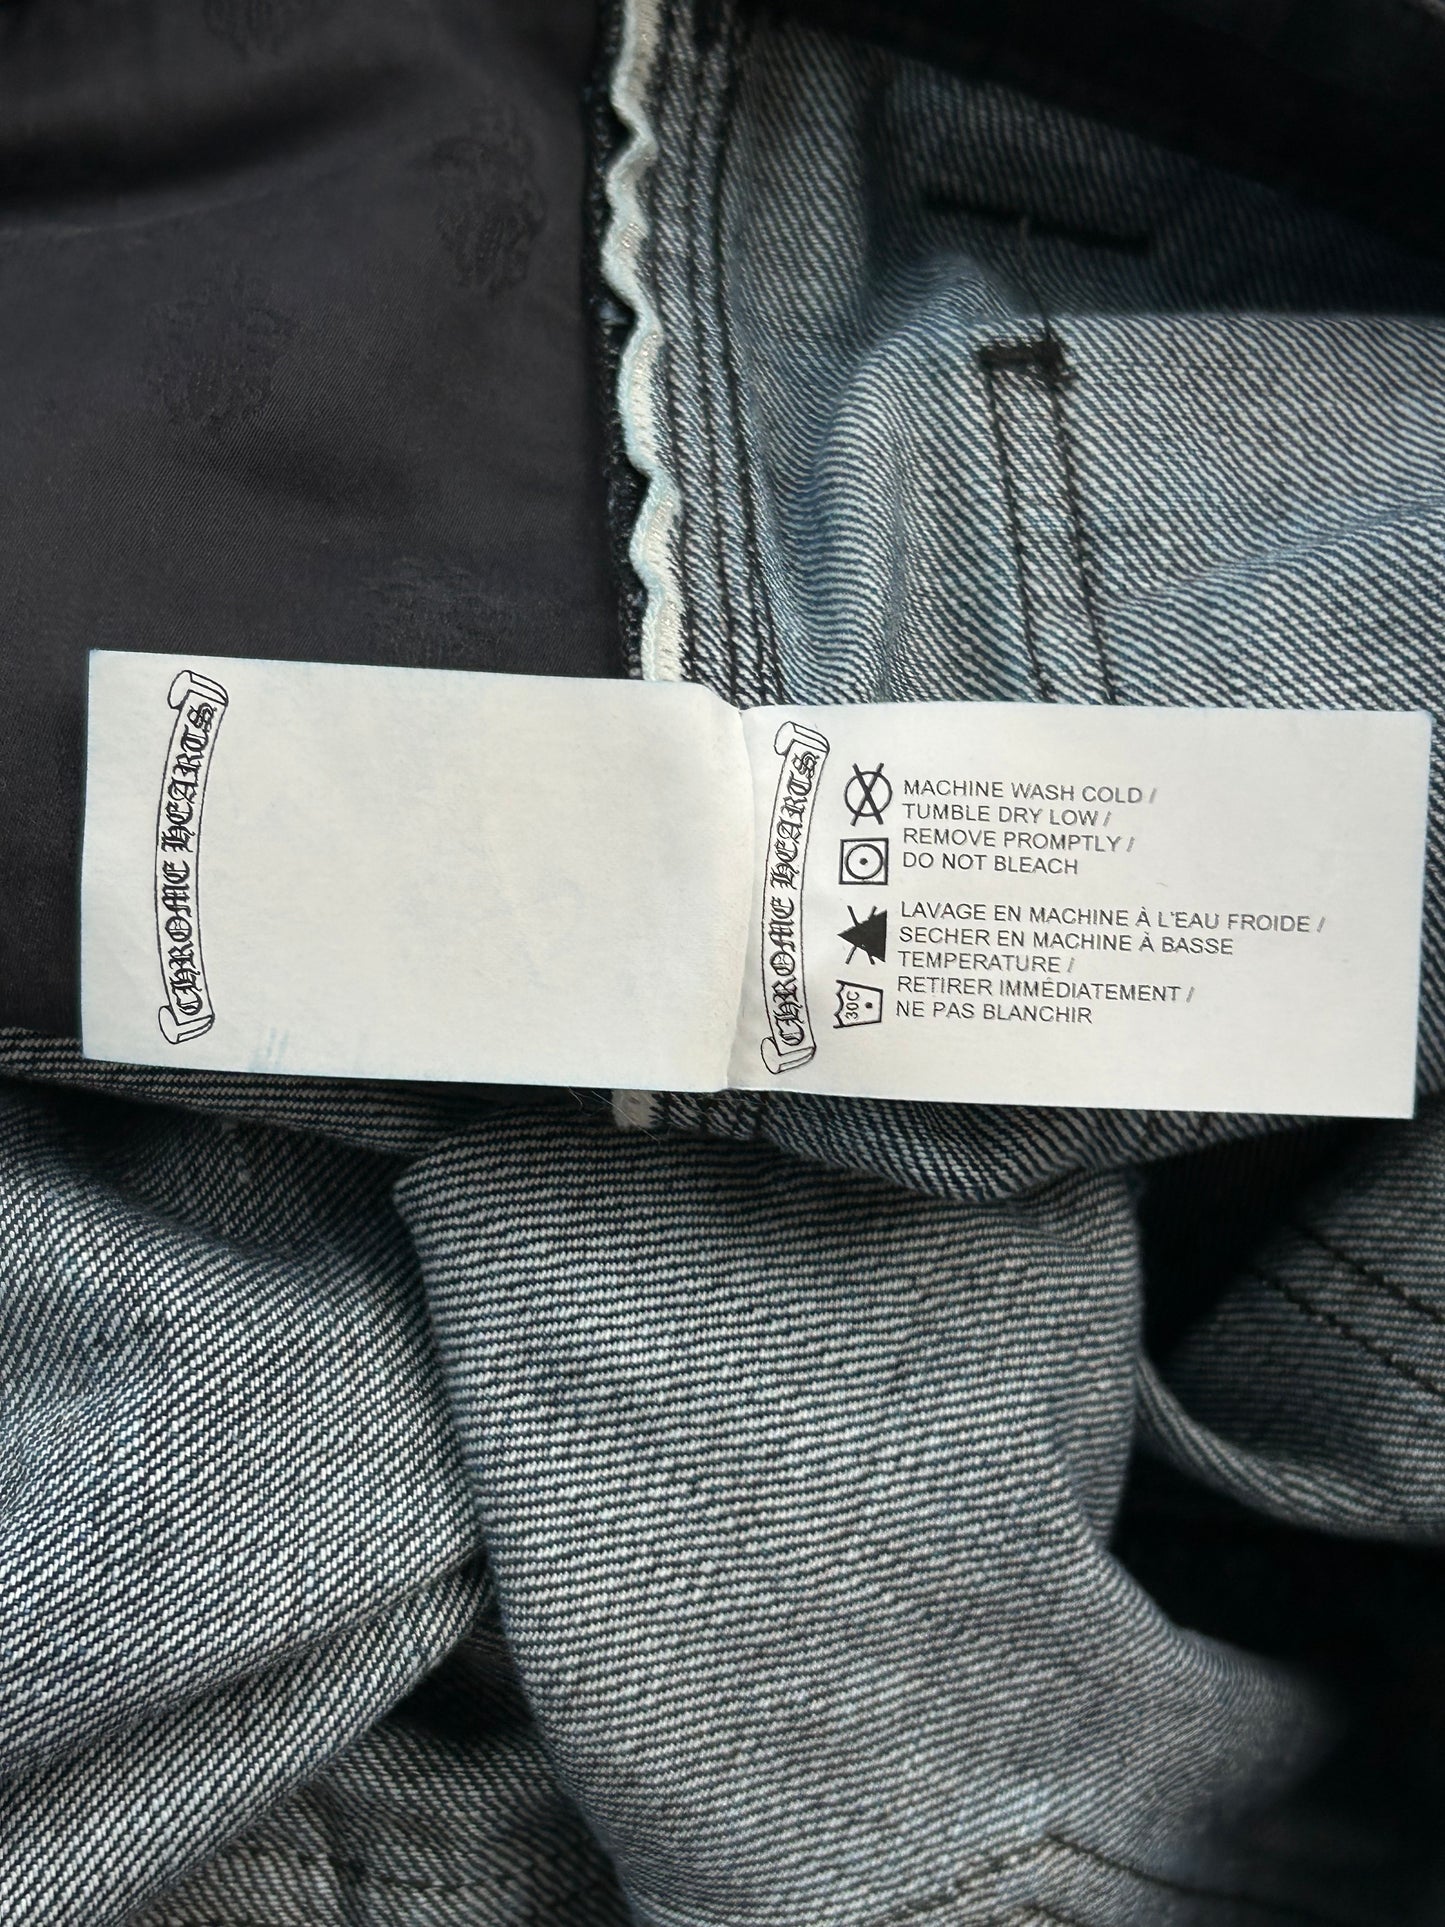 CHROME HEARTS
CHROME HEARTS
MACHINE WASH COLD /
TUMBLE DRY LOW /
REMOVE PROMPTLY /
DO NOT BLEACH
LAVAGE EN MACHINE À L'EAU FROIDE /
SECHER EN MACHINE À BASSE
TEMPERATURE /
RETIRER IMMÉDIATEMENT /
NE PAS BLANCHIR
30C